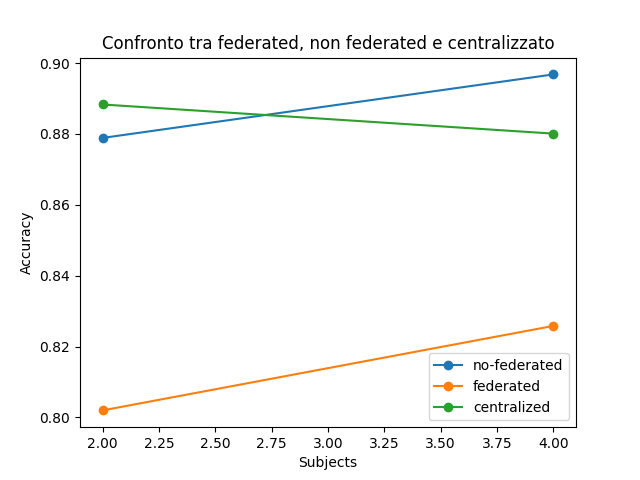 Confronto tra federated, non federated e centralizzato
Accuracy
0.90
0.88
0.86
0.84
0.82
0.80
no-federated
federated
centralized
2.00 2.25 2.50 2.75 3.00 3.25 3.50 3.75 4.00
Subjects